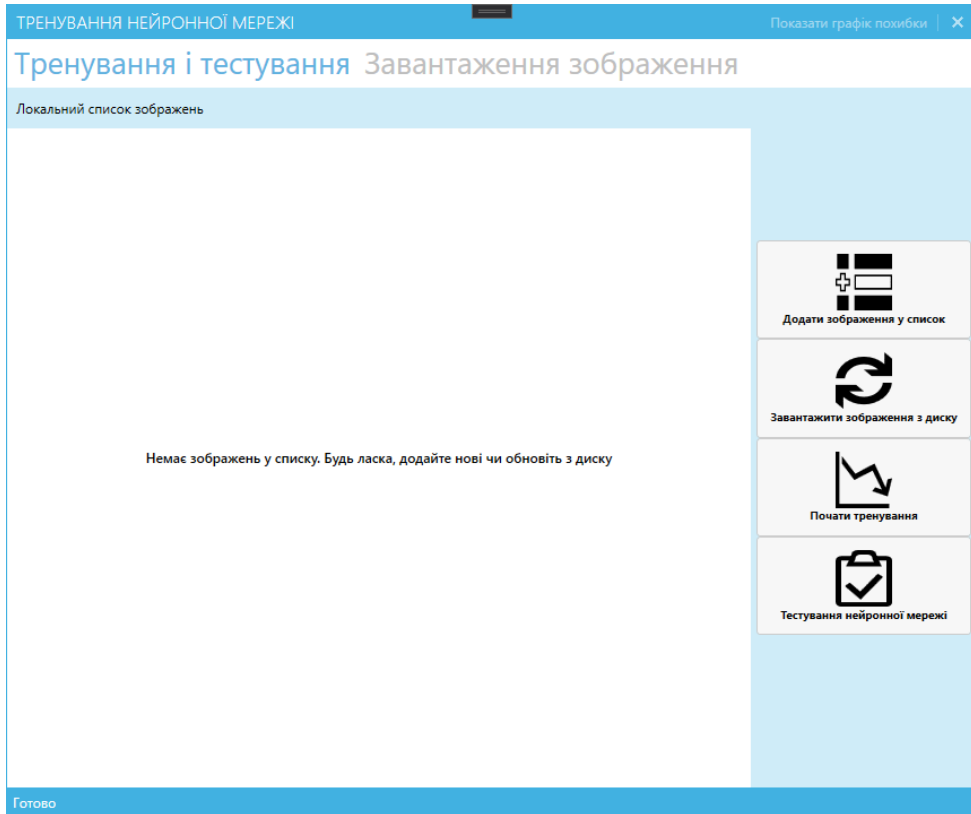 ТРЕНУВАННЯ НЕЙРОННОЇ МЕРЕЖІ
Показати графік похибки
Тренування і тестування Завантаження зображення
Локальний список зображень
Немає зображень у списку. Будь ласка, додайте нові чи обновіть з диску
Додати зображення у список
Завантажити зображення з диску
Почати тренування
Тестування нейронної мережі
Готово